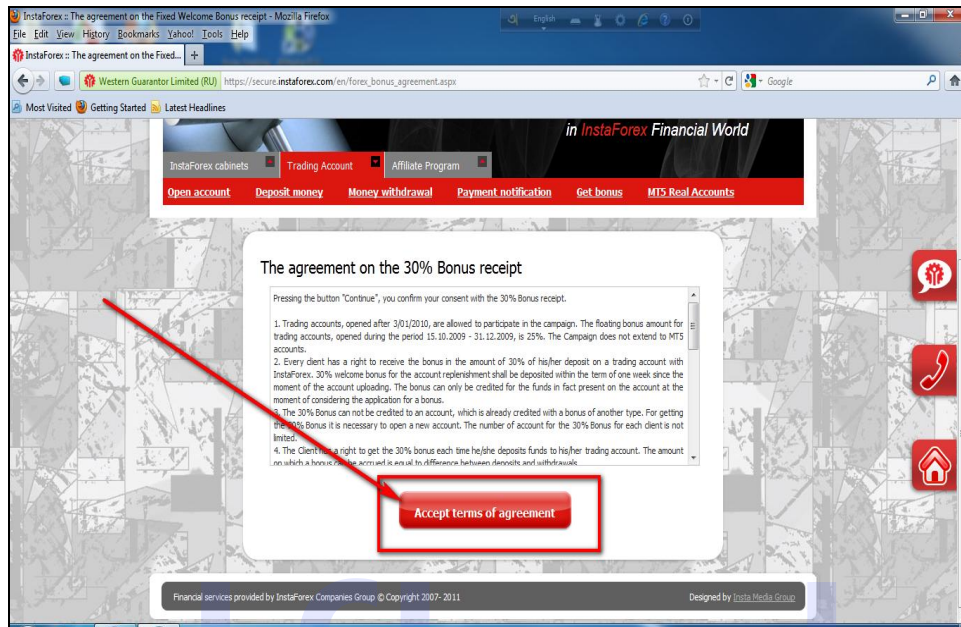 InstaForex :: The agreement on the Fixed Welcome Bonus receipt - Mozilla Firefox
English
File Edit View History Bookmarks Yahoo! Tools Help
InstaForex :: The agreement on the Fixed... +
Western Guarantor Limited (RU) https://secure.instaforex.com/en/forex_bonus_agreement.aspx
Google
Most Visited Getting Started Latest Headlines
in InstaForex Financial World
InstaForex cabinets Trading Account Affiliate Program
Open account Deposit money Money withdrawal Payment notification Get bonus MT5 Real Accounts
The agreement on the 30% Bonus receipt
Pressing the button "Continue", you confirm your consent with the 30% Bonus receipt.
1. Trading accounts, opened after 3/01/2010, are allowed to participate in the campaign. The floating bonus amount for
trading accounts, opened during the period 15.10.2009 - 31.12.2009, is 25%. The Campaign does not extend to MT5
accounts.
2. Every client has a right to receive the bonus in the amount of 30% of his/her deposit on a trading account with
InstaForex. 30% welcome bonus for the account replenishment shall be deposited within the term of one week since the
moment of the account uploading. The bonus can only be credited for the funds in fact present on the account at the
moment of considering the application for a bonus.
3. The 30% Bonus can not be credited to an account, which is already credited with a bonus of another type. For getting
the 30% Bonus it is necessary to open a new account. The number of account for the 30% Bonus for each client is not
limited.
4. The Client has a right to get the 30% bonus each time he/she deposits funds to his/her trading account. The amount
on which a bonus can be accrued is equal to difference between deposits and withdrawals
Accept terms of agreement
Financial services provided by InstaForex Companies Group © Copyright 2007- 2011
Designed by Insta Media Group